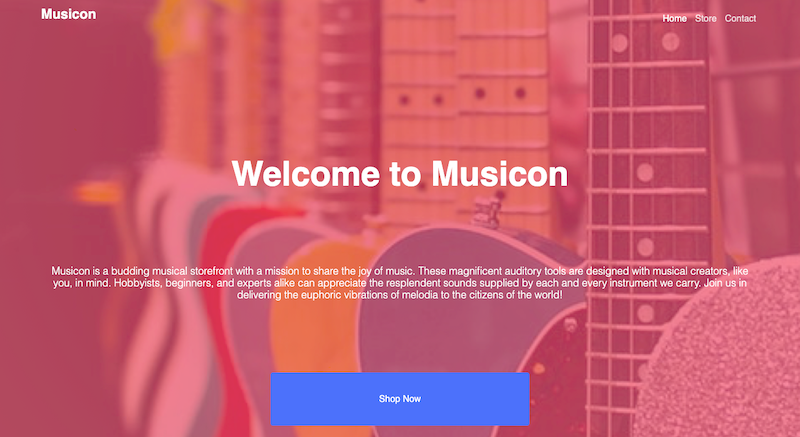 Musicon
Home Store Contact
Welcome to Musicon
Musicon is a budding musical storefront with a mission to share the joy of music. These magnificent auditory tools are designed with musical creators, like
you, in mind. Hobbyists, beginners, and experts alike can appreciate the resplendent sounds supplied by each and every instrument we carry. Join us in
delivering the euphoric vibrations of melodia to the citizens of the world!
Shop Now